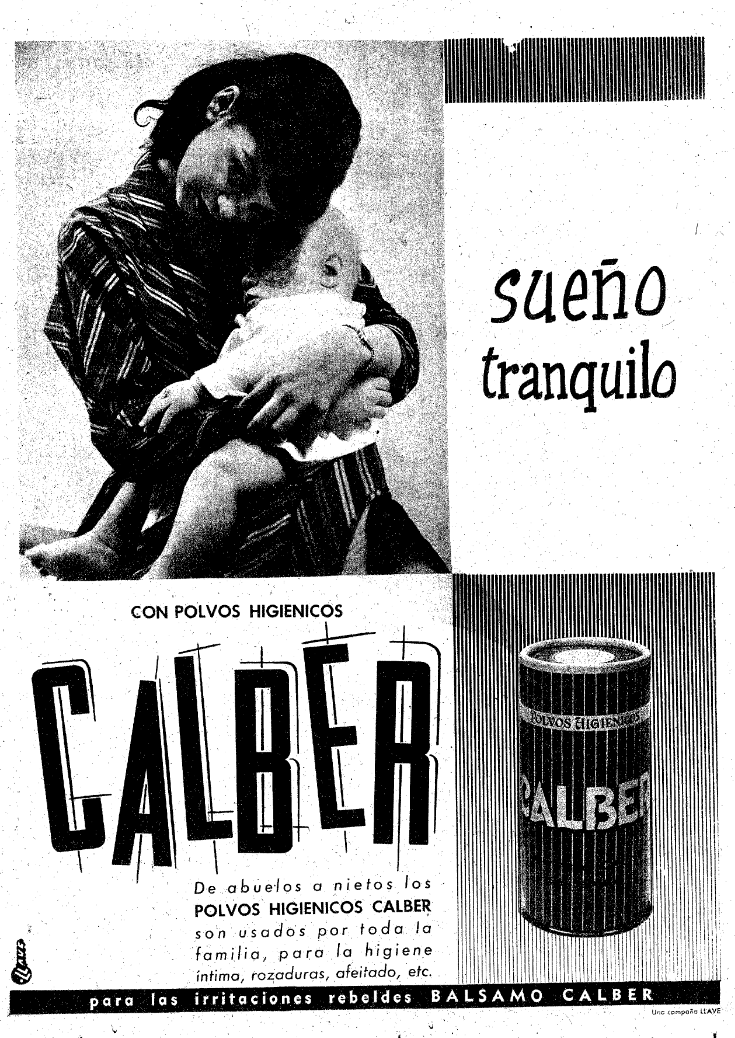 sueño
tranquilo
CON POLVOS HIGIENICOS
CALBER
POLVOS HIGIENICOS
CALBER
De abuelos a nietos los
POLVOS HIGIENICOS CALBER
son usados por toda la
familia, para la higiene
íntima, rozaduras, afeitado, etc.
LLAVE
para las irritaciones rebeldes BALSAMO CALBER
Una campaña LLAVE